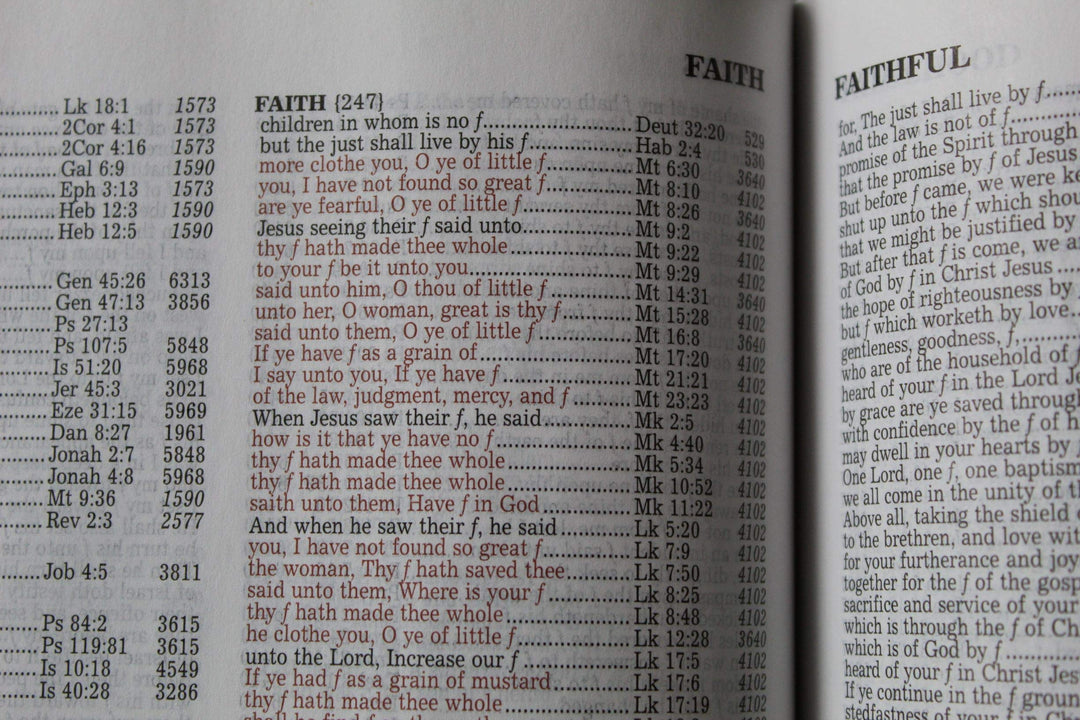 FAITH
FAITHFUL
Lk 18:1 1573
2Cor 4:1 1573
2Cor 4:16 1573
Gal 6:9 1590
Eph 3:13 1573
Heb 12:3 1590
Heb 12:5 1590
Gen 45:26 6313
Gen 47:13 3856
Ps 27:13
Ps 107:5 5848
Is 51:20 5968
Jer 45:3 3021
Eze 31:15 5969
Dan 8:27 1961
Jonah 2:7 5848
Jonah 4:8 5968
Mt 9:36 1590
Rev 2:3 2577
Job 4:5 3811
Ps 84:2 3615
Ps 119:81 3615
Is 10:18 4549
Is 40:28 3286
FAITH {247}
children in whom is no f Deut 32:20 529
but the just shall live by his f Hab 2:4 530
more clothe you, O ye of little f Mt 6:30 3640
you, I have not found so great f Mt 8:10 4102
are ye fearful, O ye of little f Mt 8:26 3640
Jesus seeing their f said unto Mt 9:2 4102
thy f hath made thee whole Mt 9:22 4102
to your f be it unto you Mt 9:29 4102
said unto him, O thou of little f Mt 14:31 3640
unto her, O woman, great is thy f Mt 15:28 4102
said unto them, O ye of little f Mt 16:8 3640
If ye have f as a grain of Mt 17:20 4102
I say unto you, If ye have f Mt 21:21 4102
of the law, judgment, mercy, and f Mt 23:23 4102
When Jesus saw their f, he said Mk 2:5 4102
how is it that ye have no f Mk 4:40 4102
thy f hath made thee whole Mk 5:34 4102
thy f hath made thee whole Mk 10:52 4102
saith unto them, Have f in God Mk 11:22 4102
And when he saw their f, he said Lk 5:20 4102
you, I have not found so great f Lk 7:9 4102
the woman, Thy f hath saved thee Lk 7:50 4102
said unto them, Where is your f Lk 8:25 4102
thy f hath made thee whole Lk 8:48 4102
he clothe you, O ye of little f Lk 12:28 3640
unto the Lord, Increase our f Lk 17:5 4102
If ye had f as a grain of mustard Lk 17:6 4102
thy f hath made thee whole Lk 17:19 4102
for, The just shall live by f
And the law is not of f
promise of the Spirit through
that the promise by f of Jesus
But before f came, we were
shut up unto the f which
that we might be justified by
But after that f is come, we
of God by f in Christ Jesus
the hope of righteousness by
but f which worketh by love
gentleness, goodness, f,
who are of the household of
heard of your f in the Lord
by grace are ye saved
with confidence by the f of
may dwell in your hearts by
One Lord, one f, one baptism
we all come in the unity of
Above all, taking the shield
to the brethren, and love
for your furtherance and joy
together for the f of the
sacrifice and service of your
which is through the f of
which is of God by f
heard of your f in Christ
If ye continue in the f
stedfastness of your f